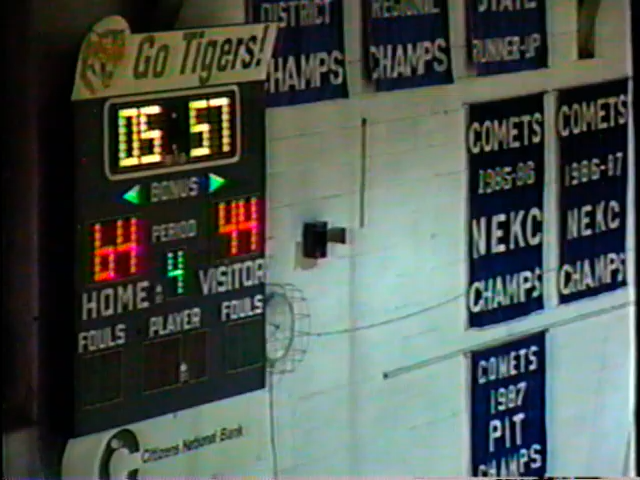 Go Tigers!
05:57
BONUS
64 PERIOD 44
4
HOME VISITOR
FOULS PLAYER FOULS
Citizens National Bank
DISTRICT
CHAMPS
REGIONAL
CHAMPS
STATE
RUNNER-UP
COMETS
1985-86
NEKC
CHAMPS
COMETS
1986-87
NEKC
CHAMPS
COMETS
1987
PIT
CHAMPS